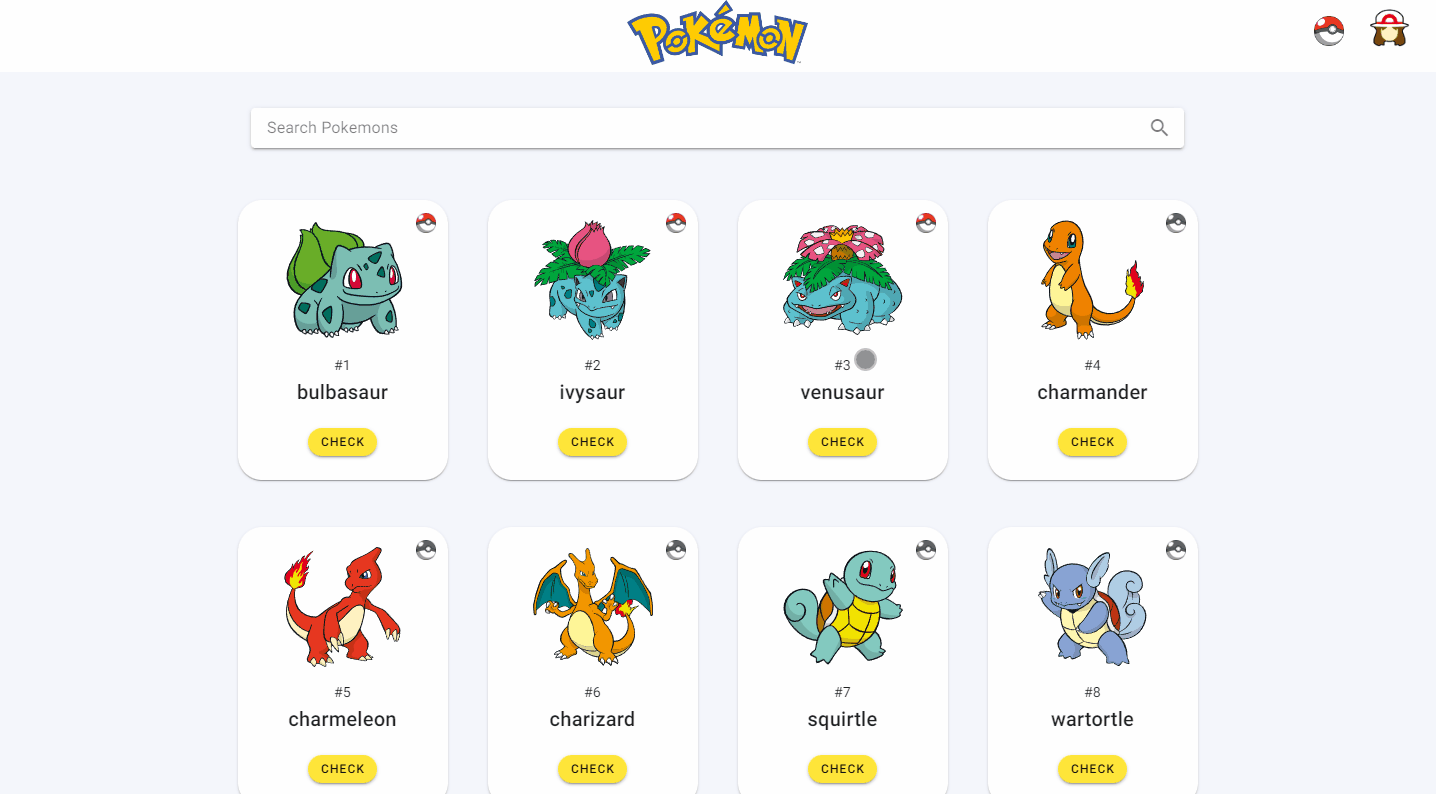 POKéMON
Search Pokemons
#1
bulbasaur
CHECK
#2
ivysaur
CHECK
#3
venusaur
CHECK
#4
charmander
CHECK
#5
charmeleon
CHECK
#6
charizard
CHECK
#7
squirtle
CHECK
#8
wartortle
CHECK